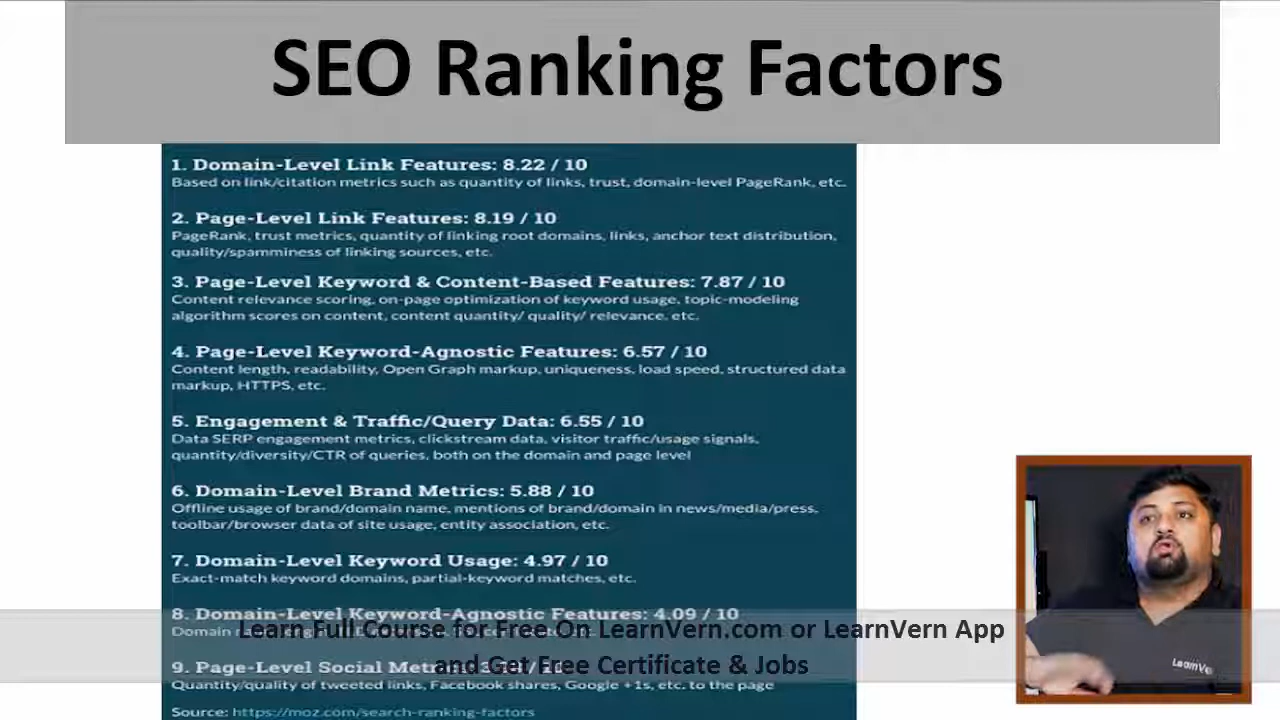 SEO Ranking Factors
1. Domain-Level Link Features: 8.22 / 10
Based on link/citation metrics such as quantity of links, trust, domain-level PageRank, etc.
2. Page-Level Link Features: 8.19 / 10
PageRank, trust metrics, quantity of linking root domains, links, anchor text distribution,
quality/spamminess of linking sources, etc.
3. Page-Level Keyword & Content-Based Features: 7.87 / 10
Content relevance scoring, on-page optimization of keyword usage, topic-modeling
algorithm scores on content, content quantity/ quality/ relevance, etc.
4. Page-Level Keyword-Agnostic Features: 6.57 / 10
Content length, readability, Open Graph markup, uniqueness, load speed, structured data
markup, HTTPS, etc.
5. Engagement & Traffic/Query Data: 6.55 / 10
Data SERP engagement metrics, clickstream data, visitor traffic/usage signals,
quantity/diversity/CTR of queries, both on the domain and page level
6. Domain-Level Brand Metrics: 5.88 / 10
Offline usage of brand/domain name, mentions of brand/domain in news/media/press,
toolbar/browser data of site usage, entity association, etc.
7. Domain-Level Keyword Usage: 4.97 / 10
Exact-match keyword domains, partial-keyword matches, etc.
8. Domain-Level Keyword-Agnostic Features: 4.09 / 10
Domain
Learn Full Course for Free On LearnVern.com or LearnVern App
and Get Free Certificate & Jobs
9. Page-Level Social
Quantity/quality of tweeted links, Facebook shares, Google +1s, etc. to the page
Source: https://moz.com/search-ranking-factors